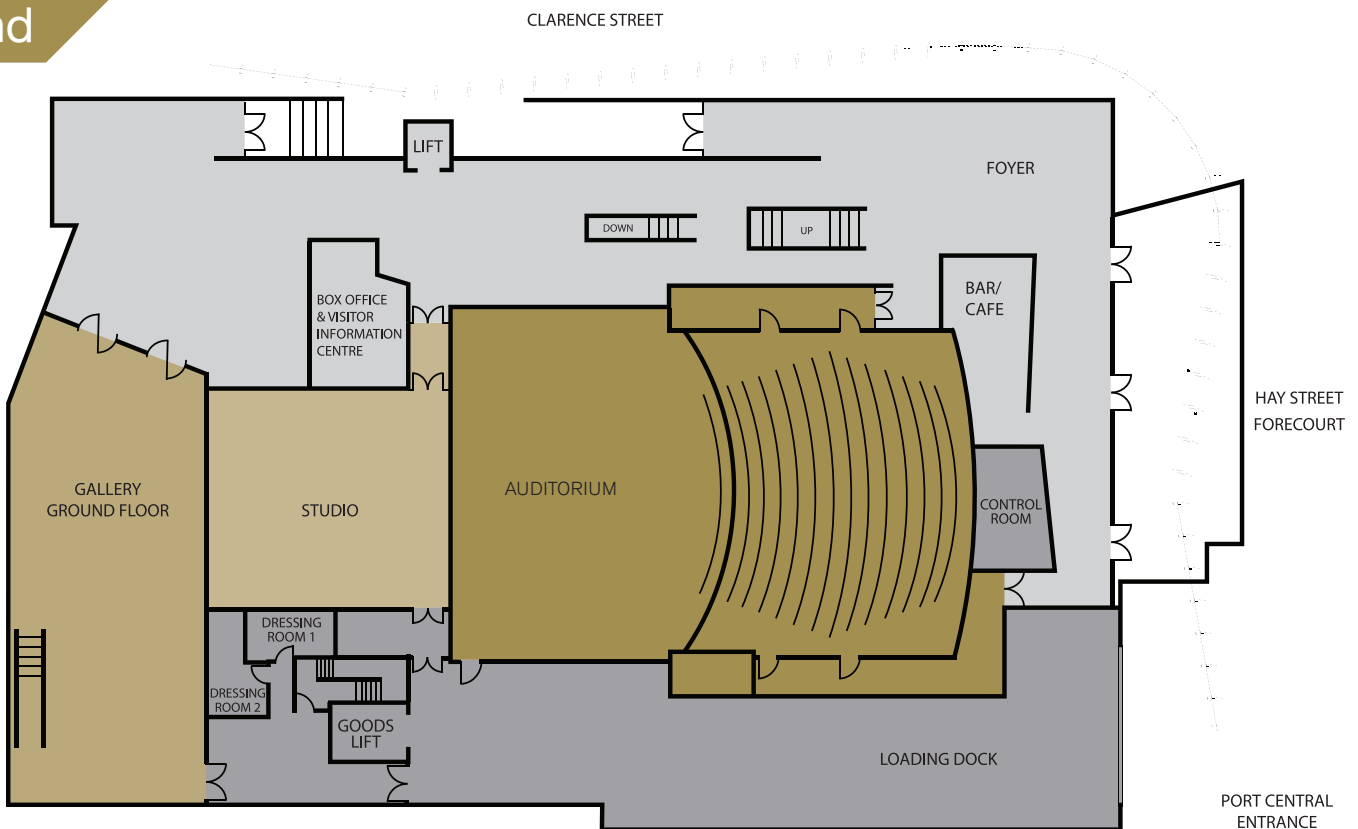 nd
CLARENCE STREET
LIFT
FOYER
DOWN
UP
BOX OFFICE
& VISITOR
INFORMATION
CENTRE
BAR/
CAFE
HAY STREET
FORECOURT
GALLERY
GROUND FLOOR
STUDIO
AUDITORIUM
CONTROL
ROOM
DRESSING
ROOM 1
DRESSING
ROOM 2
GOODS
LIFT
LOADING DOCK
PORT CENTRAL
ENTRANCE